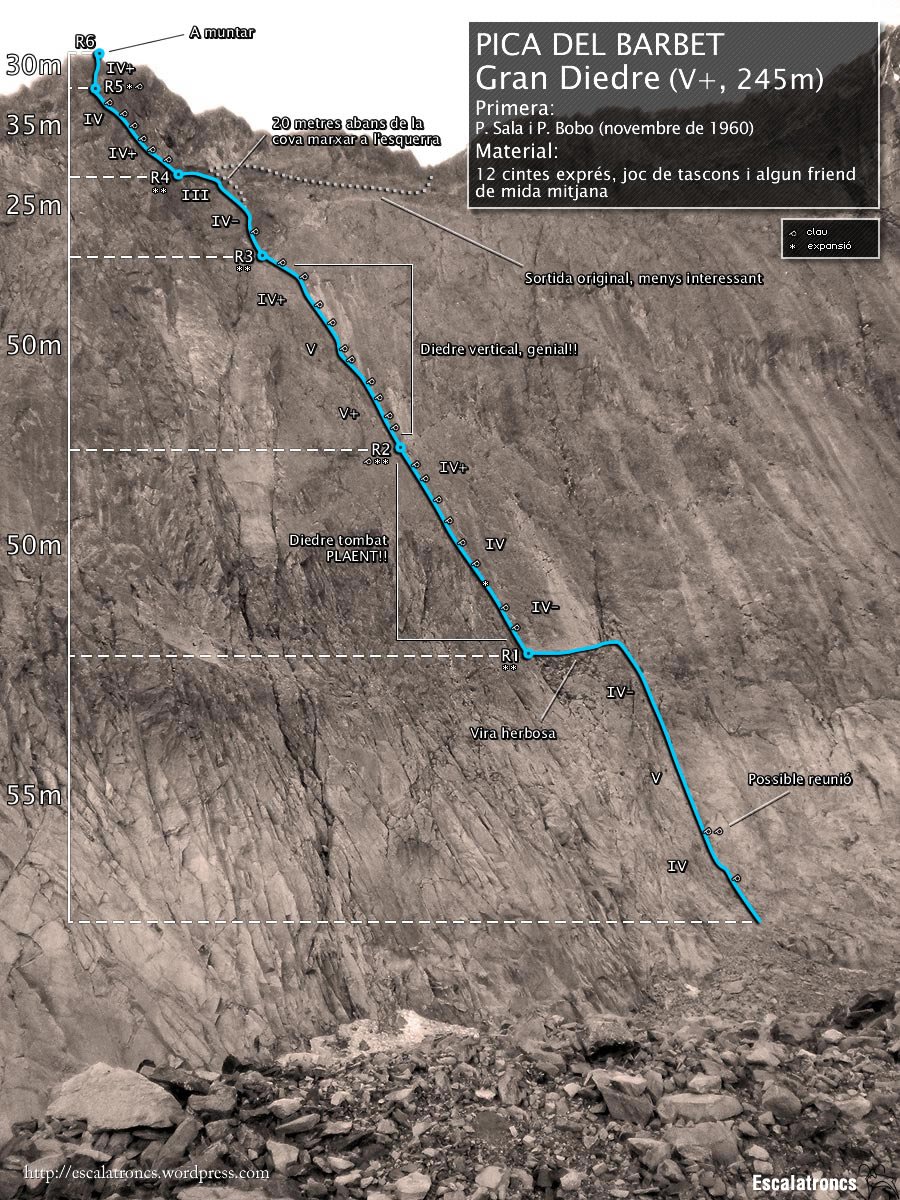 PICA DEL BARBET
Gran Diedre (V+, 245m)
Primera:
P. Sala i P. Bobo (novembre de 1960)
Material:
12 cintes exprés, joc de tascons i algun friend
de mida mitjana
clau
* expansió
R6
A muntar
30m
IV+
R5 *
35m
IV
IV+
20 metres abans de la
cova marxar a l'esquerra
R4
**
III
25m
IV-
R3
**
Sortida original, menys interessant
IV+
50m
V
Diedre vertical, genial!!
V+
R2
**
IV+
50m
Diedre tombat
PLAENT!!
IV
*
IV-
R1
**
IV-
Vira herbosa
55m
V
Possible reunió
IV
http://escalatroncs.wordpress.com
Escalatroncs